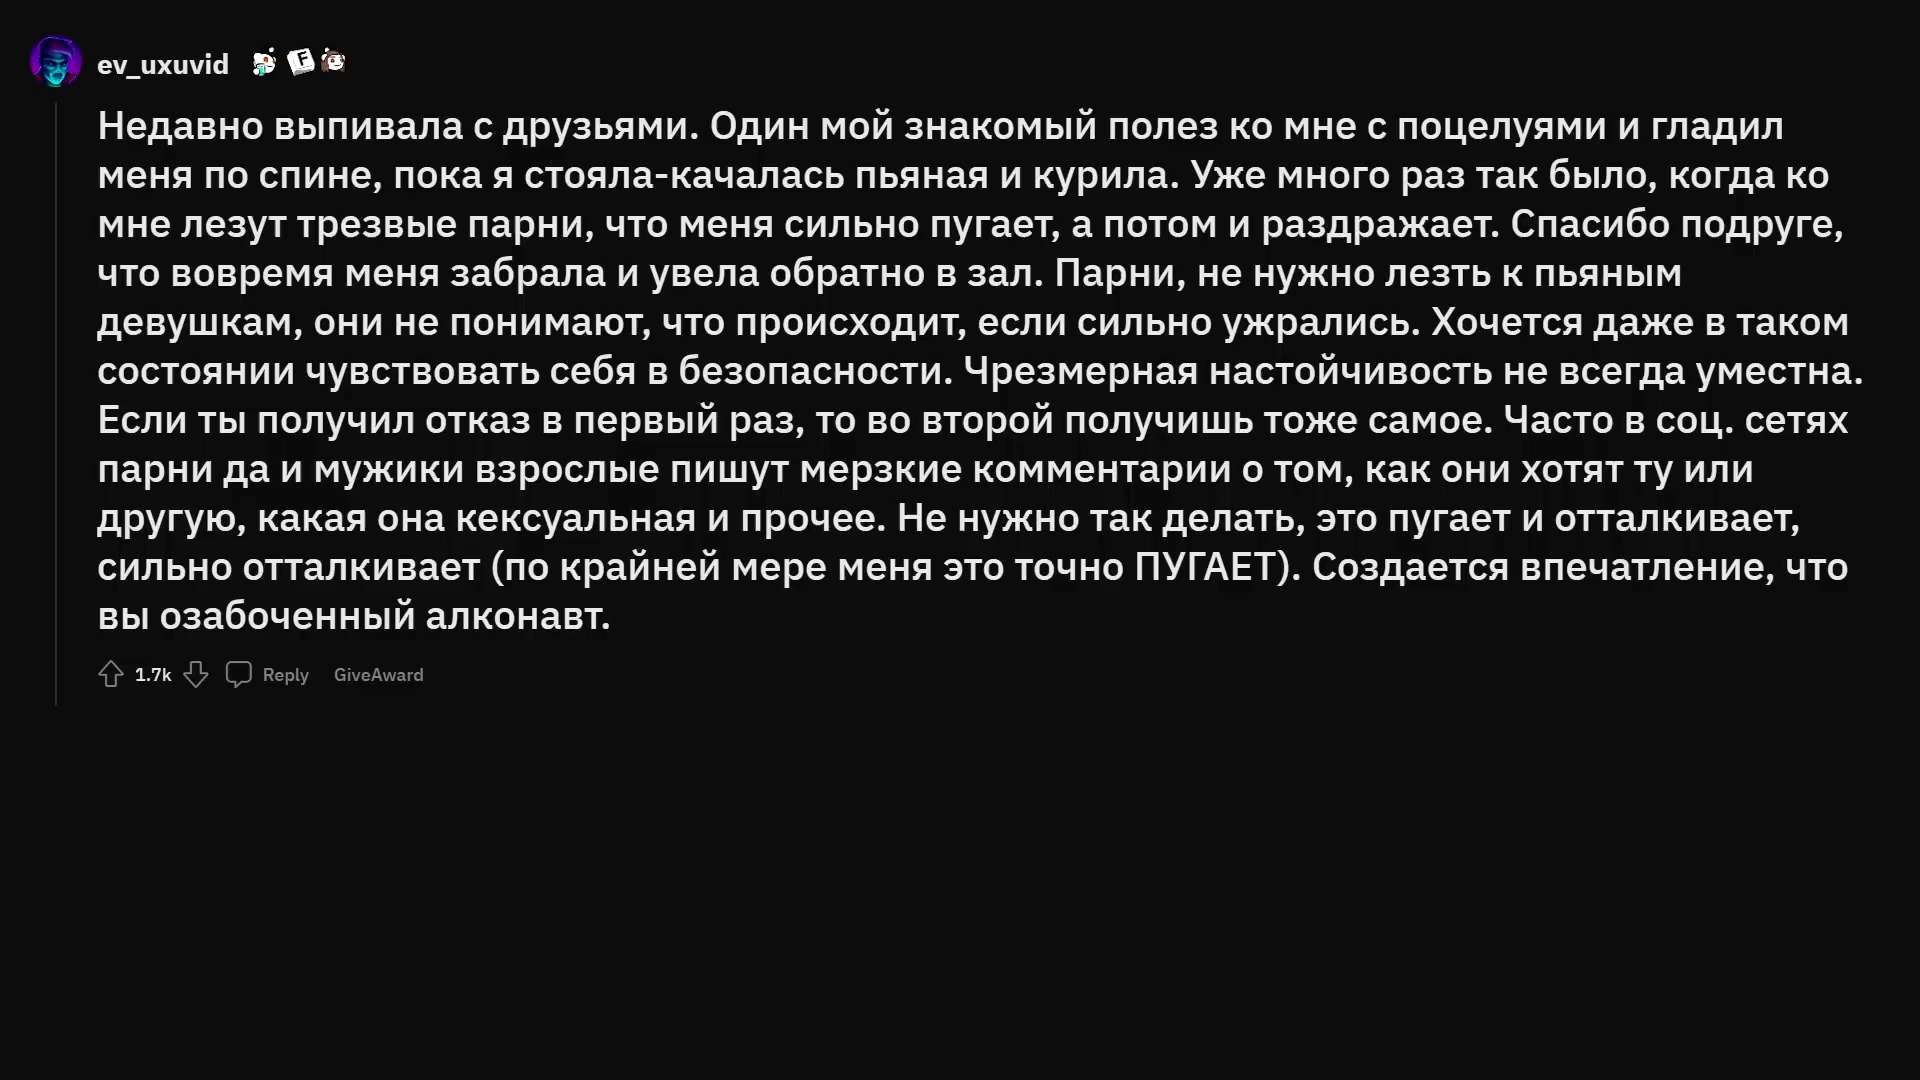 ev_uxuvid
Недавно выпивала с друзьями. Один мой знакомый полез ко мне с поцелуями и гладил
меня по спине, пока я стояла-качалась пьяная и курила. Уже много раз так было, когда ко
мне лезут трезвые парни, что меня сильно пугает, а потом и раздражает. Спасибо подруге,
что вовремя меня забрала и увела обратно в зал. Парни, не нужно лезть к пьяным
девушкам, они не понимают, что происходит, если сильно ужрались. Хочется даже в таком
состоянии чувствовать себя в безопасности. Чрезмерная настойчивость не всегда уместна.
Если ты получил отказ в первый раз, то во второй получишь тоже самое. Часто в соц. сетях
парни да и мужики взрослые пишут мерзкие комментарии о том, как они хотят ту или
другую, какая она кексуальная и прочее. Не нужно так делать, это пугает и отталкивает,
сильно отталкивает (по крайней мере меня это точно ПУГАЕТ). Создается впечатление, что
вы озабоченный алконавт.
1.7k Reply GiveAward